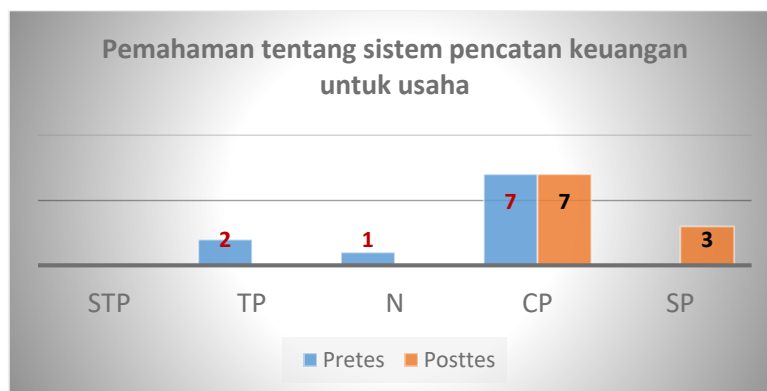 Pemahaman tentang sistem pencatan keuangan
untuk usaha
2
1
7
7
3
STP
TP
N
CP
SP
Pretes
Posttes